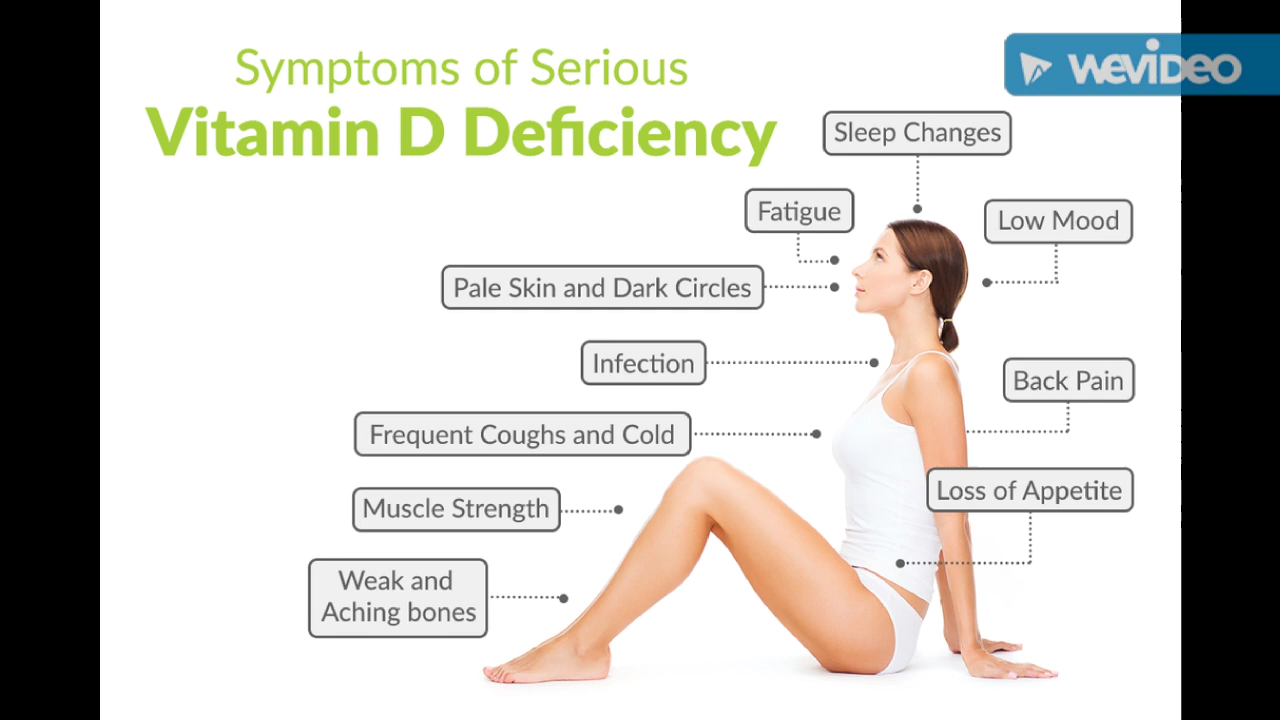 Symptoms of Serious
Vitamin D Deficiency
WEVIDEO
Sleep Changes
Fatigue
Low Mood
Pale Skin and Dark Circles
Infection
Back Pain
Frequent Coughs and Cold
Loss of Appetite
Muscle Strength
Weak and
Aching bones